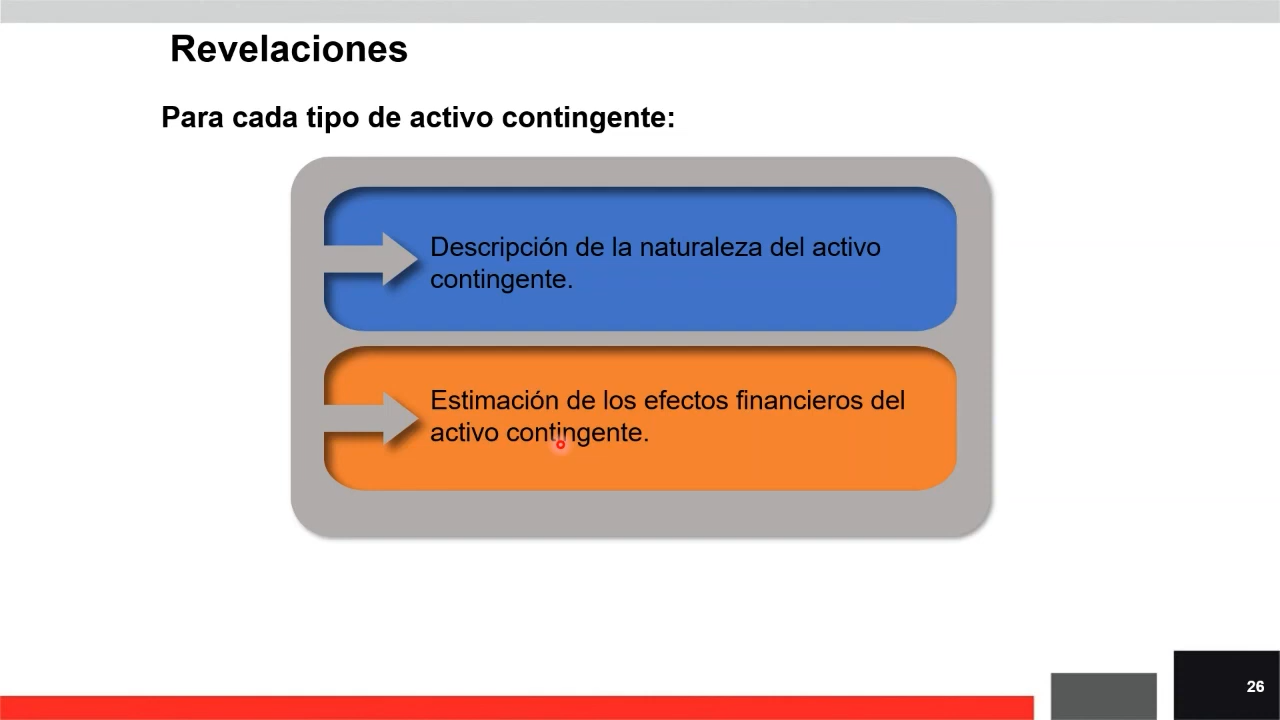 Revelaciones
Para cada tipo de activo contingente:
Descripción de la naturaleza del activo
contingente.
Estimación de los efectos financieros del
activo contingente.
26